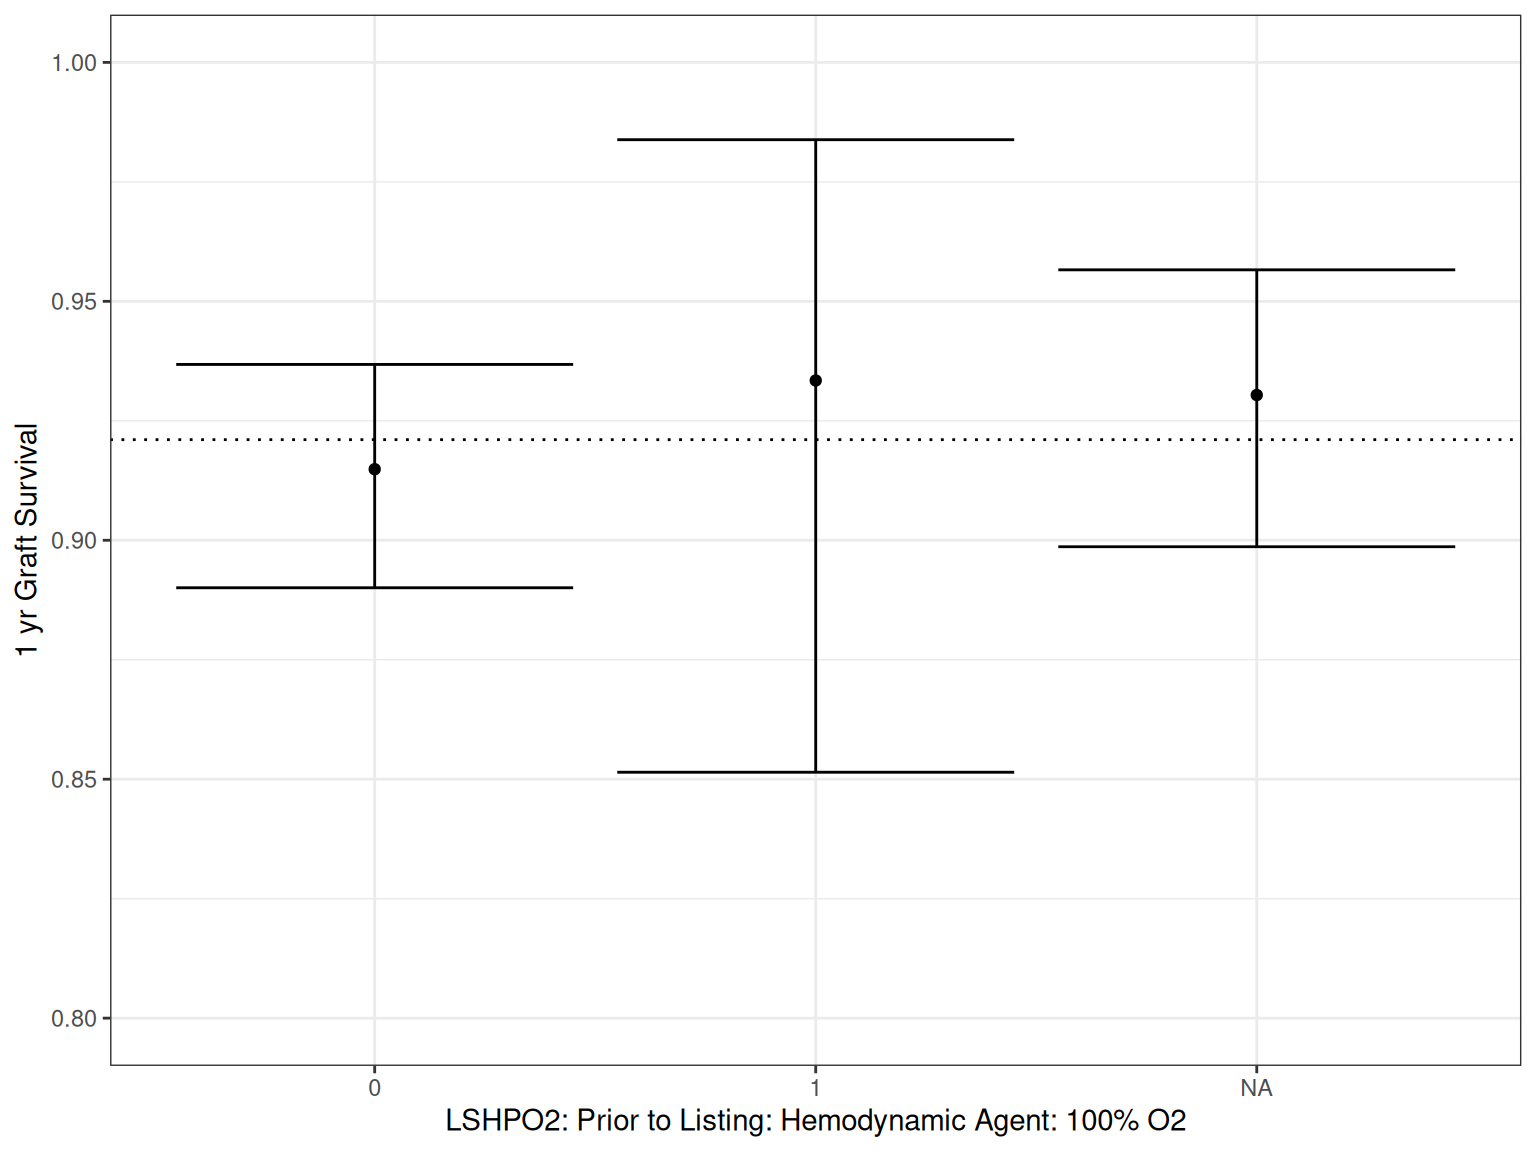 1.00
0.95
0.90
0.85
0.80
1 yr Graft Survival
0
1
NA
LSHPO2: Prior to Listing: Hemodynamic Agent: 100% O2